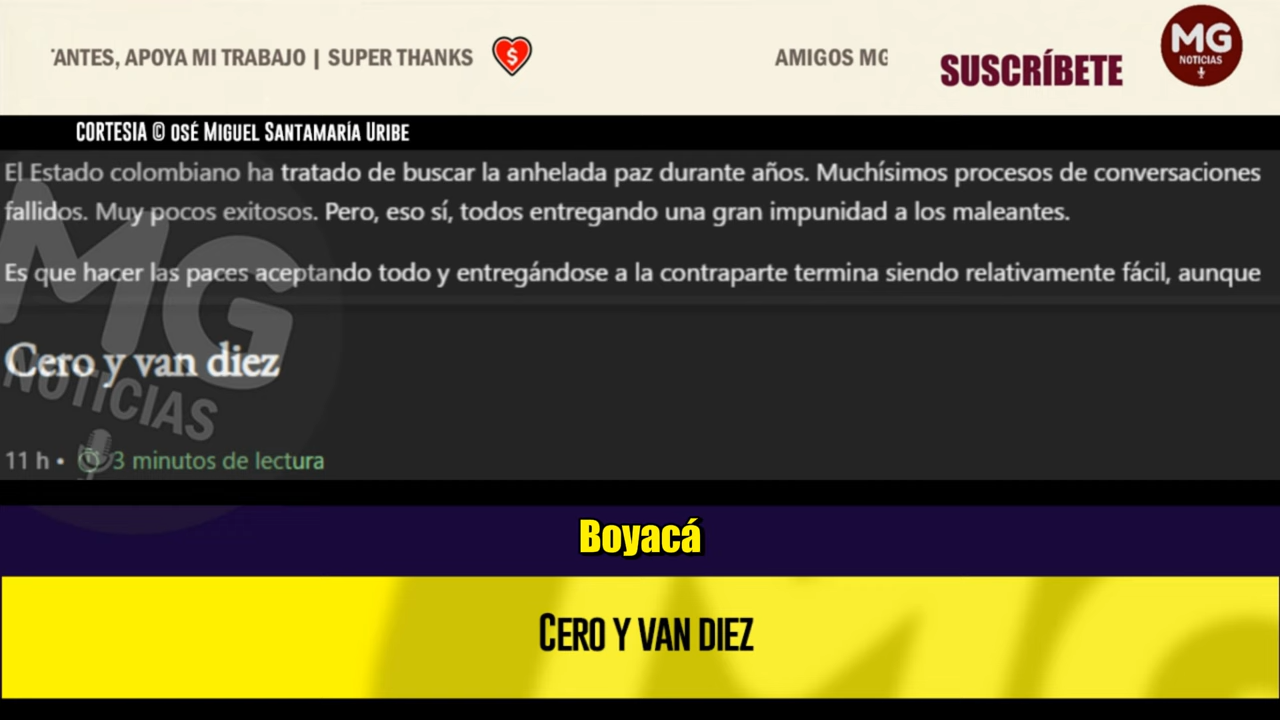 'ANTES, APOYA MI TRABAJO | SUPER THANKS
AMIGOS MG
SUSCRÍBETE
MG
NOTICIAS
CORTESIA © OSÉ MIGUEL SANTAMARÍA URIBE
El Estado colombiano ha tratado de buscar la anhelada paz durante años. Muchísimos procesos de conversaciones
fallidos. Muy pocos exitosos. Pero, eso sí, todos entregando una gran impunidad a los maleantes.
Es que hacer las paces aceptando todo y entregándose a la contraparte termina siendo relativamente fácil, aunque
MG
NOTICIAS
Cero y van diez
11 h • 3 minutos de lectura
Boyacá
CERO Y VAN DIEZ